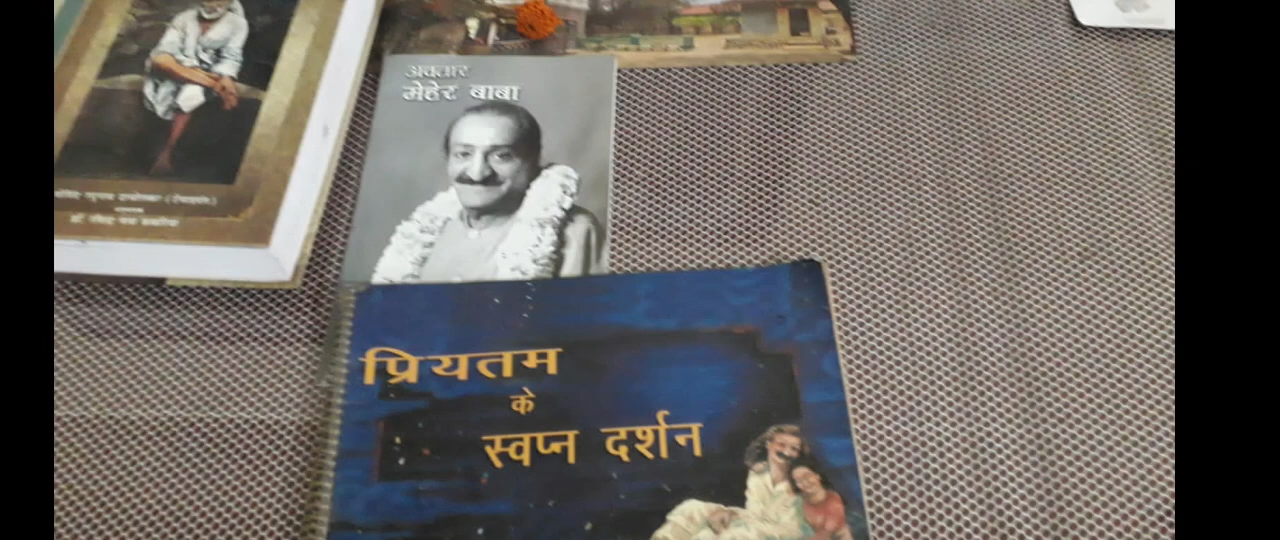 अवतार
मेहेर बाबा
प्रियतम
के
स्वप्न दर्शन